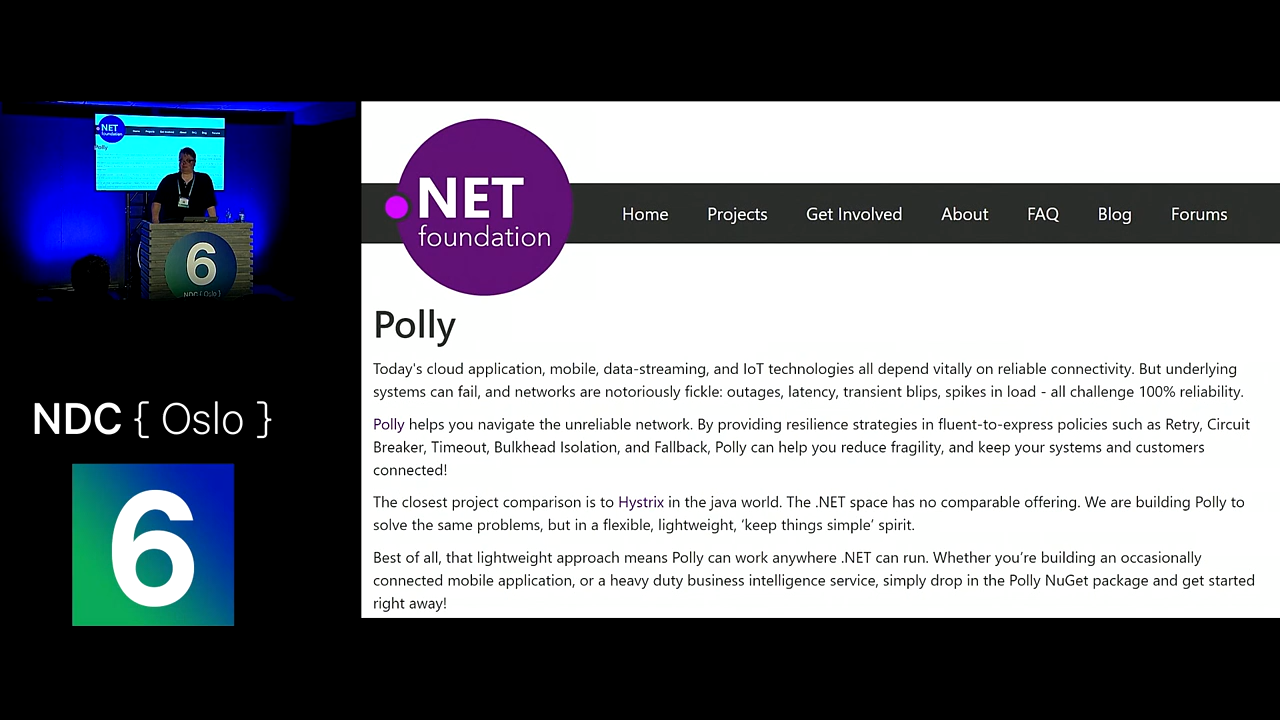 .NET
foundation
Home Projects Get Involved About FAQ Blog Forums
Polly
Today's cloud application, mobile, data-streaming, and IoT technologies all depend vitally on reliable connectivity. But underlying
systems can fail, and networks are notoriously fickle: outages, latency, transient blips, spikes in load - all challenge 100% reliability.
Polly helps you navigate the unreliable network. By providing resilience strategies in fluent-to-express policies such as Retry, Circuit
Breaker, Timeout, Bulkhead Isolation, and Fallback, Polly can help you reduce fragility, and keep your systems and customers
connected!
The closest project comparison is to Hystrix in the java world. The .NET space has no comparable offering. We are building Polly to
solve the same problems, but in a flexible, lightweight, ‘keep things simple’ spirit.
Best of all, that lightweight approach means Polly can work anywhere .NET can run. Whether you’re building an occasionally
connected mobile application, or a heavy duty business intelligence service, simply drop in the Polly NuGet package and get started
right away!
NET
foundation
Polly
6
NDC { Oslo }
NDC { Oslo }
6